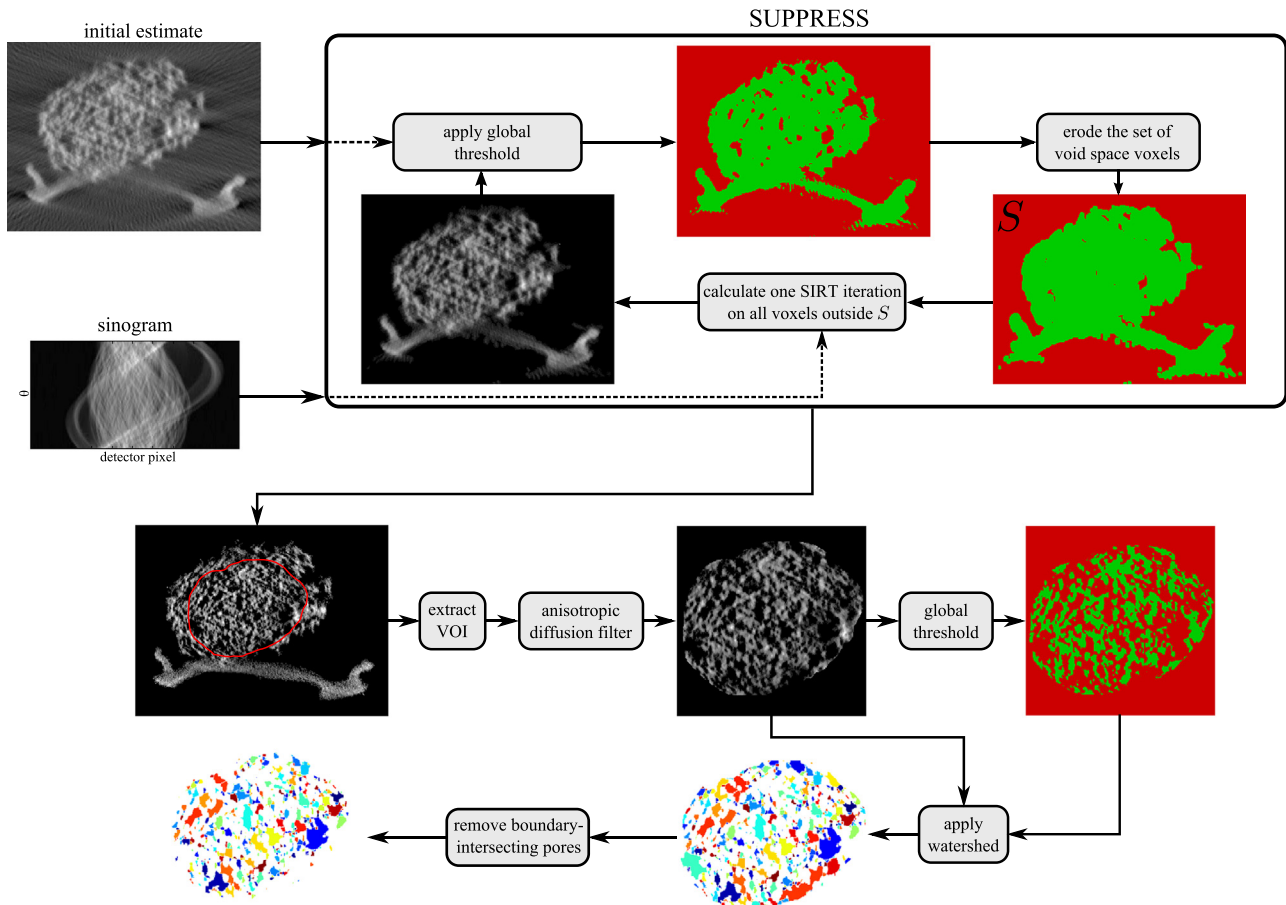 SUPPRESS
initial estimate
apply global
threshold
erode the set of
void space voxels
S
calculate one SIRT iteration
on all voxels outside S
sinogram
θ
detector pixel
extract
VOI
anisotropic
diffusion filter
global
threshold
remove boundary-
intersecting pores
apply
watershed